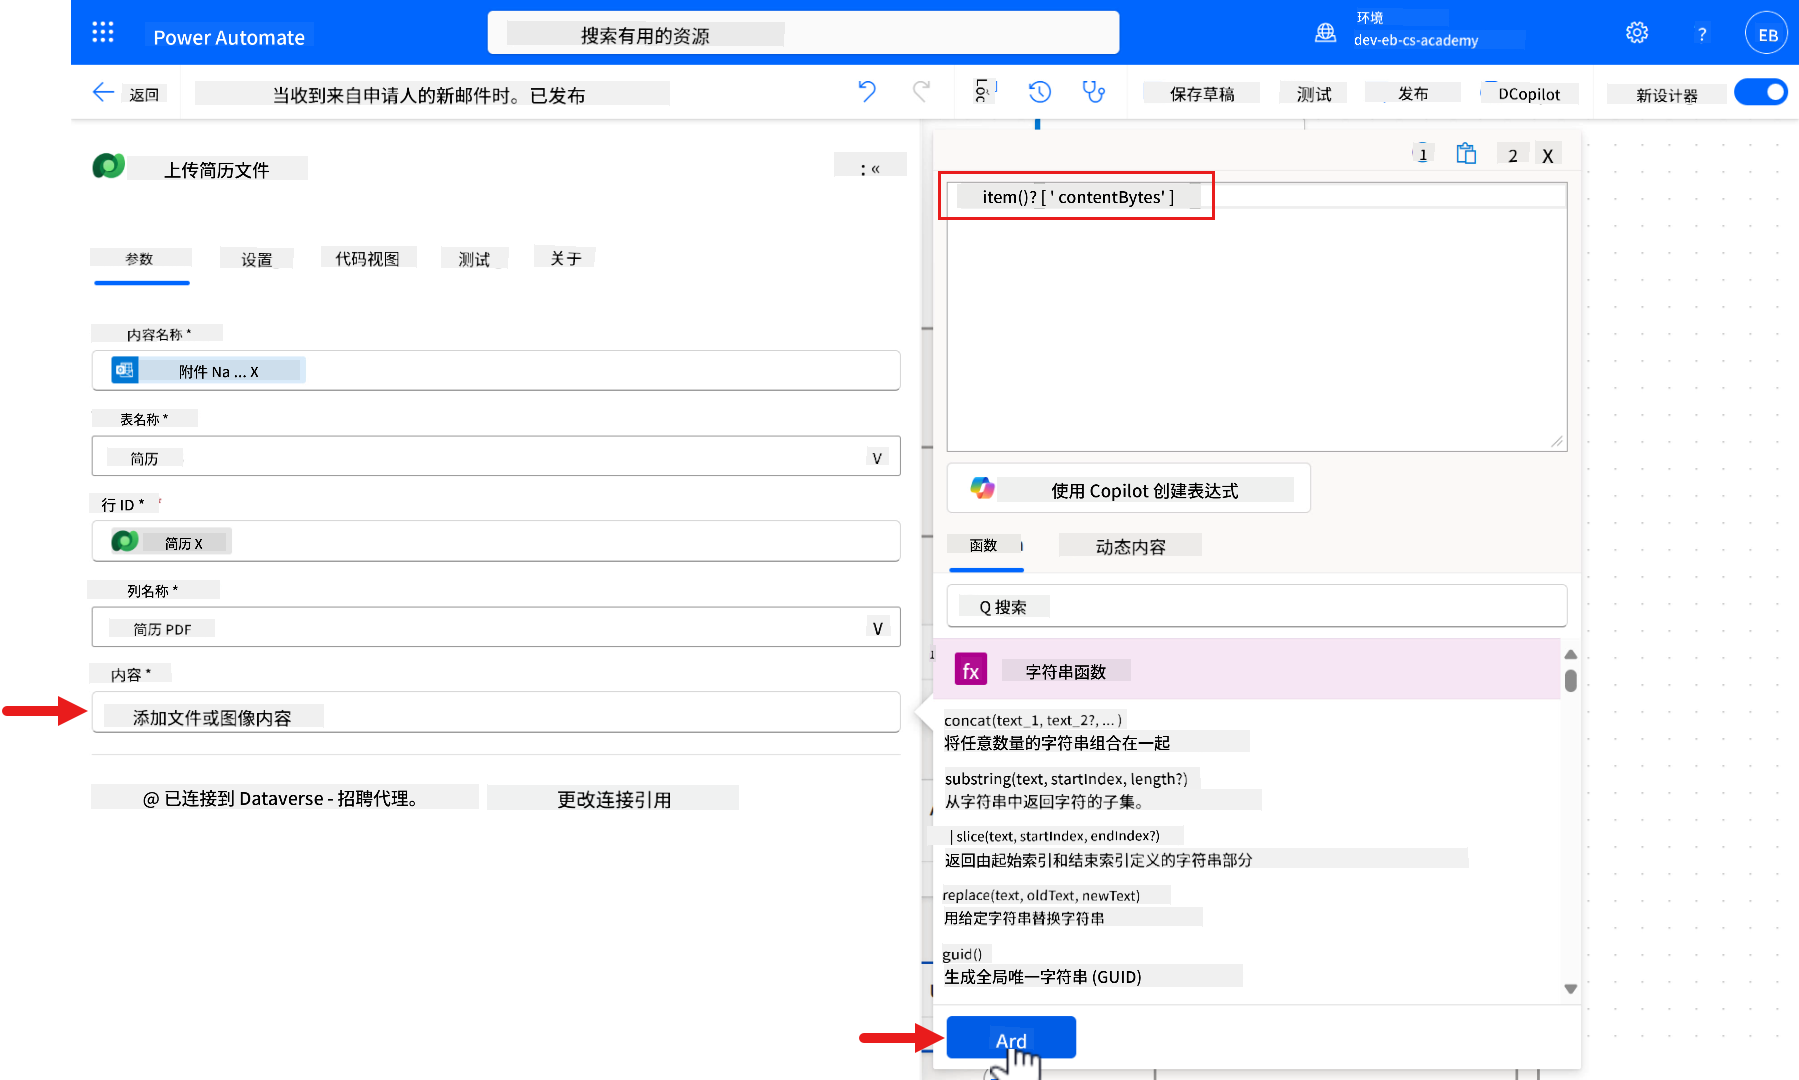 Power Automate
搜索有用的资源
环境
dev-eb-cs-academy
?
EB
返回
当收到来自申请人的新邮件时。已发布
保存草稿
测试
发布
DCopilot
新设计器
上传简历文件
: «
参数
设置
代码视图
测试
关于
内容名称 *
附件 Na ... X
表名称 *
简历
V
行 ID *
简历 X
列名称 *
简历 PDF
V
内容 *
添加文件或图像内容
@ 已连接到 Dataverse - 招聘代理。
更改连接引用
1
2
X
item()? [ ' contentBytes' ]
使用 Copilot 创建表达式
函数
动态内容
Q 搜索
fx
字符串函数
concat(text_1, text_2?, ... )
将任意数量的字符串组合在一起
substring(text, startIndex, length?)
从字符串中返回字符的子集。
| slice(text, startIndex, endIndex?)
返回由起始索引和结束索引定义的字符串部分
replace(text, oldText, newText)
用给定字符串替换字符串
guid()
生成全局唯一字符串 (GUID)
Ard